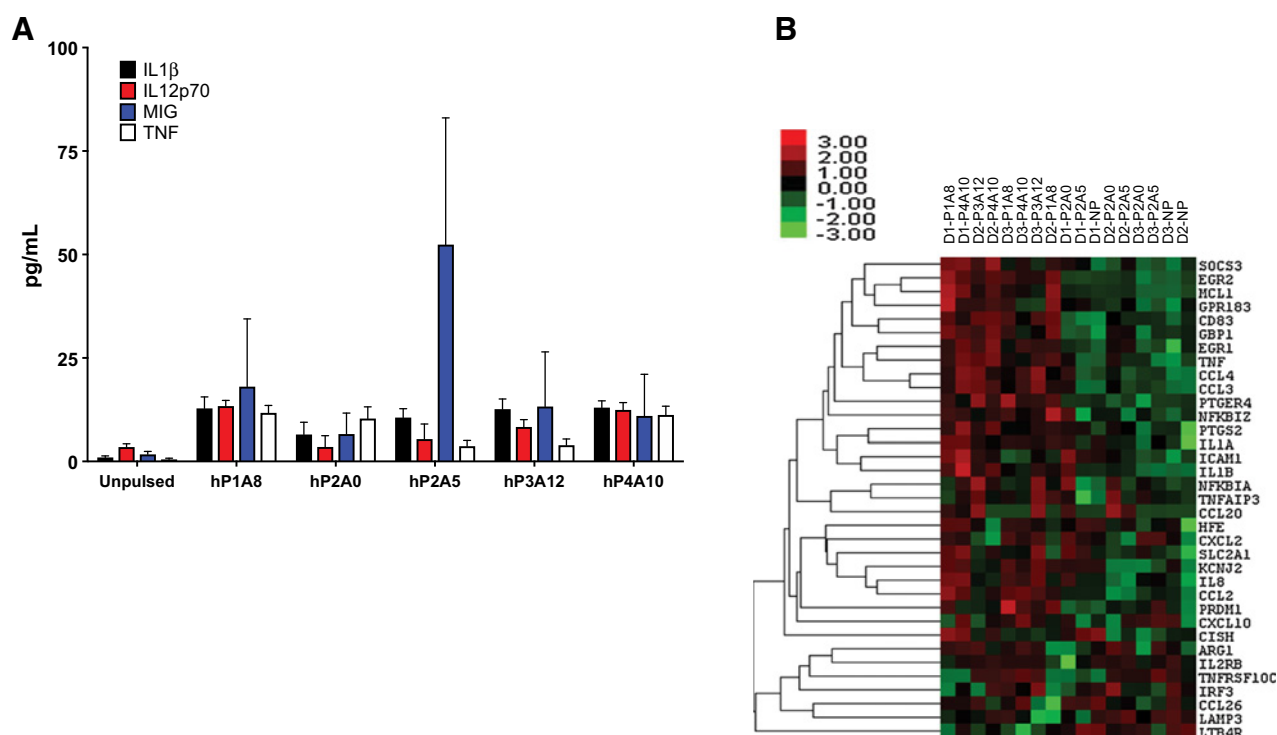 A
B
100
75
50
25
0
pg/mL
IL1β
IL12p70
MIG
TNF
Unpulsed
hP1A8
hP2A0
hP2A5
hP3A12
hP4A10
3.00
2.00
1.00
0.00
-1.00
-2.00
-3.00
D1-P1A8
D1-P4A10
D2-P3A12
D2-P4A10
D3-P1A8
D3-P4A10
D3-P3A12
D2-P1A8
D1-P2A0
D1-P2A5
D1-NP
D2-P2A0
D2-P2A5
D3-P2A0
D3-P2A5
D3-NP
D2-NP
SOCS3
EGR2
MCL1
GPR183
CD83
GBP1
EGR1
TNF
CCL4
CCL3
PTGER4
NFKBIZ
PTGS2
IL1A
ICAM1
IL1B
NFKBIA
TNFAIP3
CCL20
HFE
CXCL2
SLC2A1
KCNJ2
IL8
CCL2
PRDM1
CXCL10
CISH
ARG1
IL2RB
TNFRSF10C
IRF3
CCL26
LAMP3
LTB4R